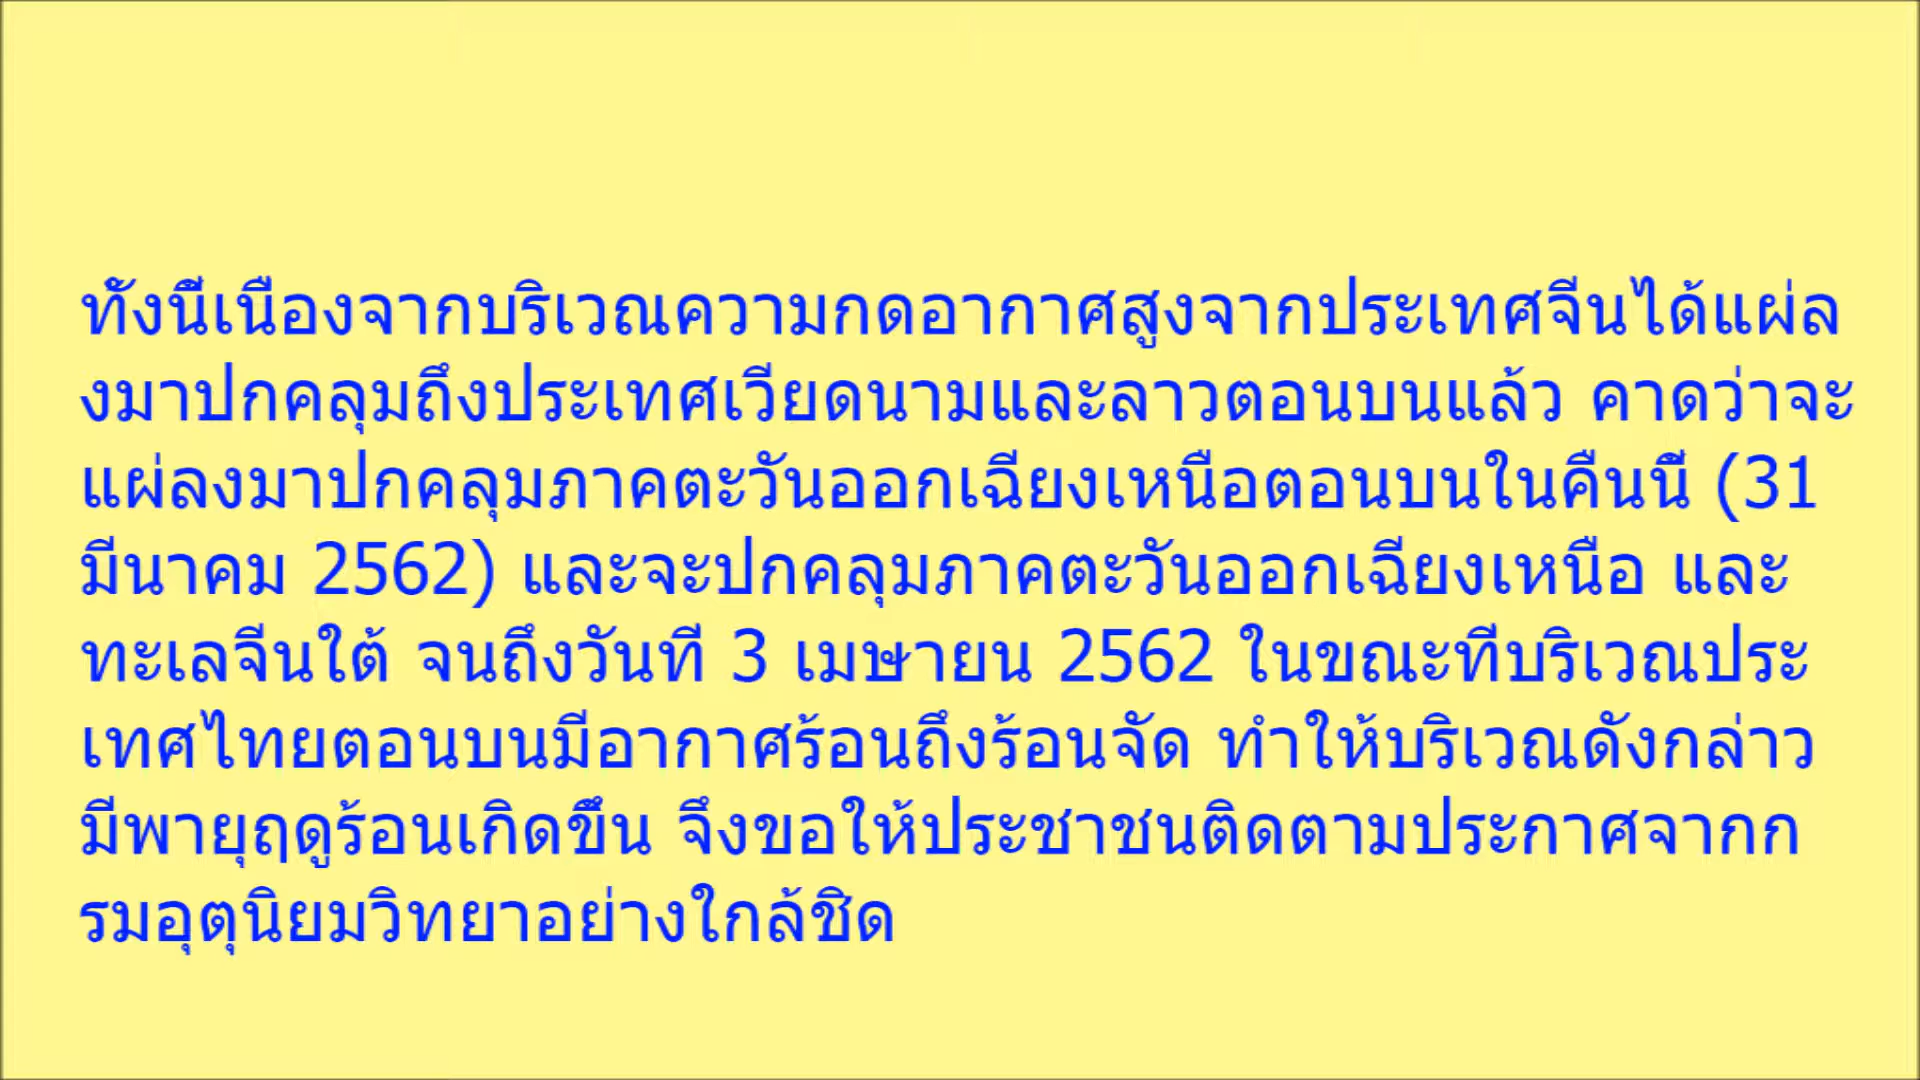 ทั้งนี้เนื่องจากบริเวณความกดอากาศสูงจากประเทศจีนได้แผ่ล
งมาปกคลุมถึงประเทศเวียดนามและลาวตอนบนแล้ว คาดว่าจะ
แผ่ลงมาปกคลุมภาคตะวันออกเฉียงเหนือตอนบนในคืนนี้ (31
มีนาคม 2562) และจะปกคลุมภาคตะวันออกเฉียงเหนือ และ
ทะเลจีนใต้ จนถึงวันที่ 3 เมษายน 2562 ในขณะที่บริเวณประ
เทศไทยตอนบนมีอากาศร้อนถึงร้อนจัด ทำให้บริเวณดังกล่าว
มีพายุฤดูร้อนเกิดขึ้น จึงขอให้ประชาชนติดตามประกาศจากก
รมอุตุนิยมวิทยาอย่างใกล้ชิด